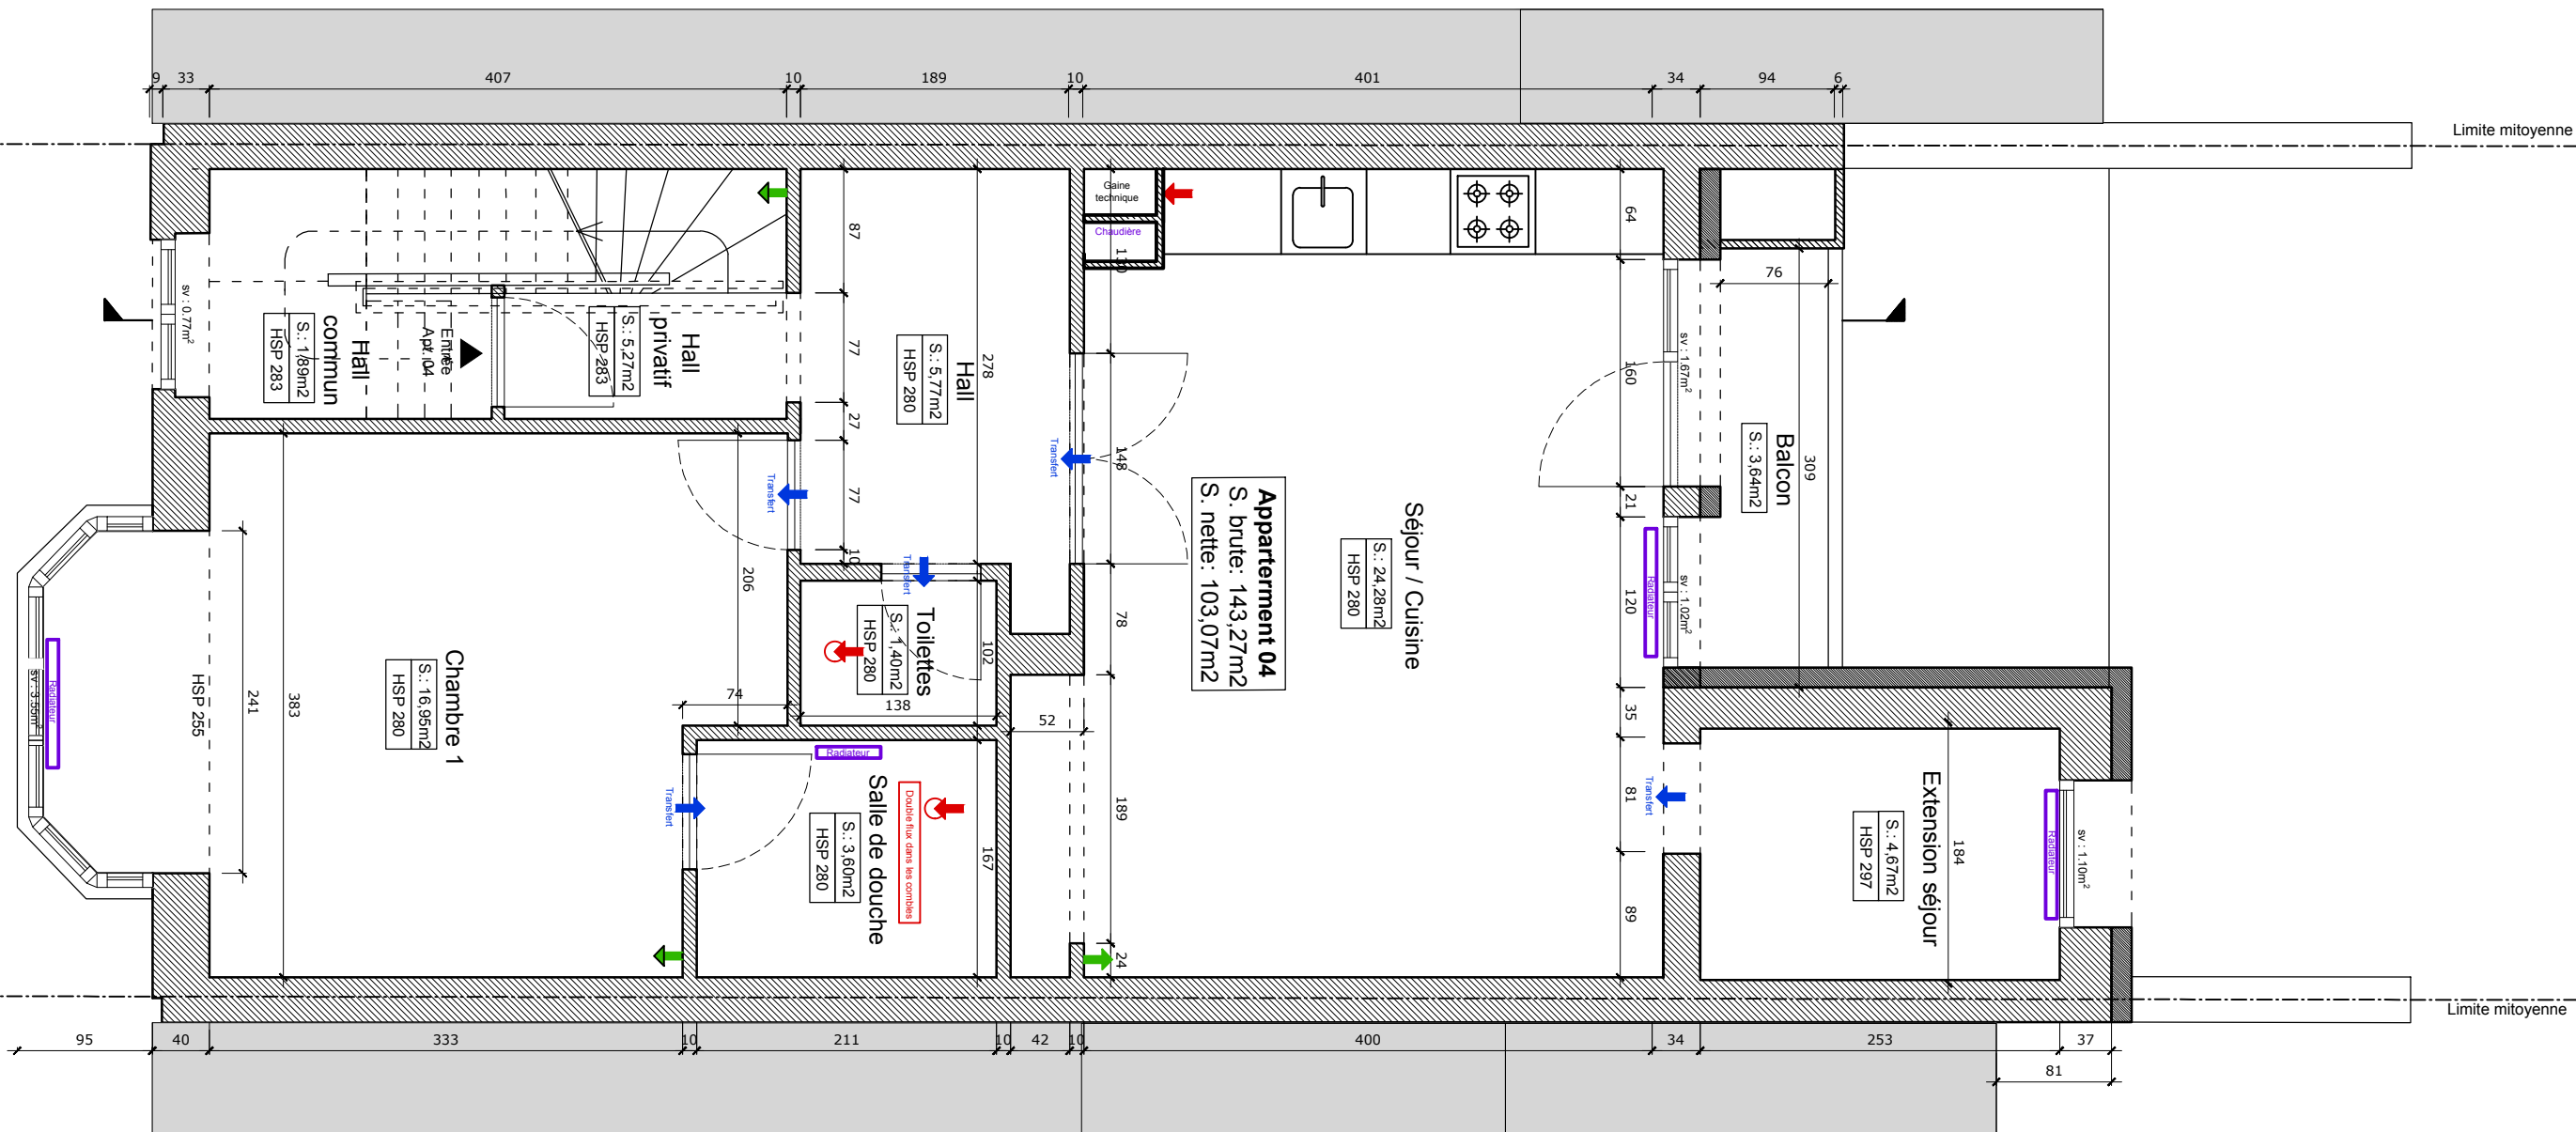 9 33 407 10 189 10 401 34 94 6
Limite mitoyenne
Gaine
technique
Chaudière
87
77
27
77
10
278
148
78
189
24
64
160
21
120
35
81
89
76
309
sv : 0.77m²
Hall
commun
S.: 1,89m2
HSP 283
Entrée
Apt. 04
Hall
privatif
S.: 5,27m2
HSP 283
Hall
S.: 5,77m2
HSP 280
Transfert
Transfert
Transfert
Transfert
Transfert
sv : 1.67m²
Balcon
S.: 3,64m2
sv : 1.02m²
Radiateur
Appartement 04
S. brute: 143,27m2
S. nette: 103,07m2
Séjour / Cuisine
S.: 24,28m2
HSP 280
Toilettes
S.: 1,40m2
HSP 280
102
138
52
74
206
Chambre 1
S.: 16,95m2
HSP 280
383
241
HSP 255
sv : 3.55m²
Radiateur
Radiateur
Salle de douche
S.: 3,60m2
HSP 280
Double flux dans les combles
167
Extension séjour
S.: 4,67m2
HSP 297
184
Radiateur
sv : 1.10m²
Limite mitoyenne
95 40 333 10 211 10 42 10 400 34 253 37
81